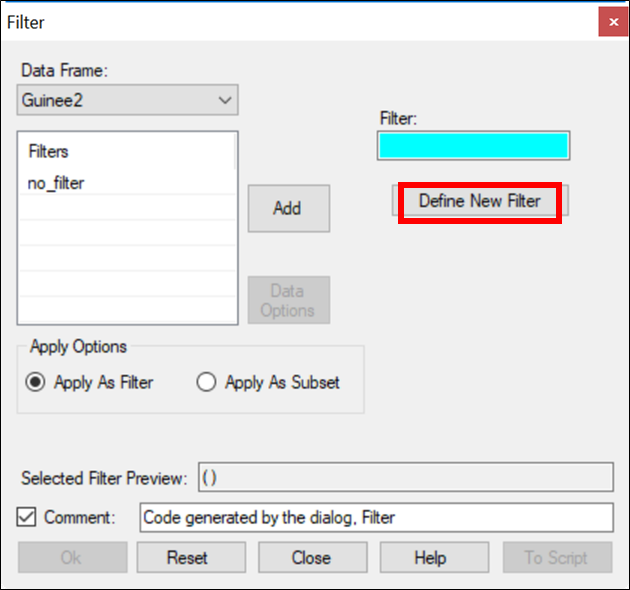 Filter
Data Frame:
Guinee2
Filter:
Filters
no_filter
Add
Define New Filter
Data
Options
Apply Options
Apply As Filter
Apply As Subset
Selected Filter Preview:
( )
Comment:
Code generated by the dialog, Filter
Ok
Reset
Close
Help
To Script